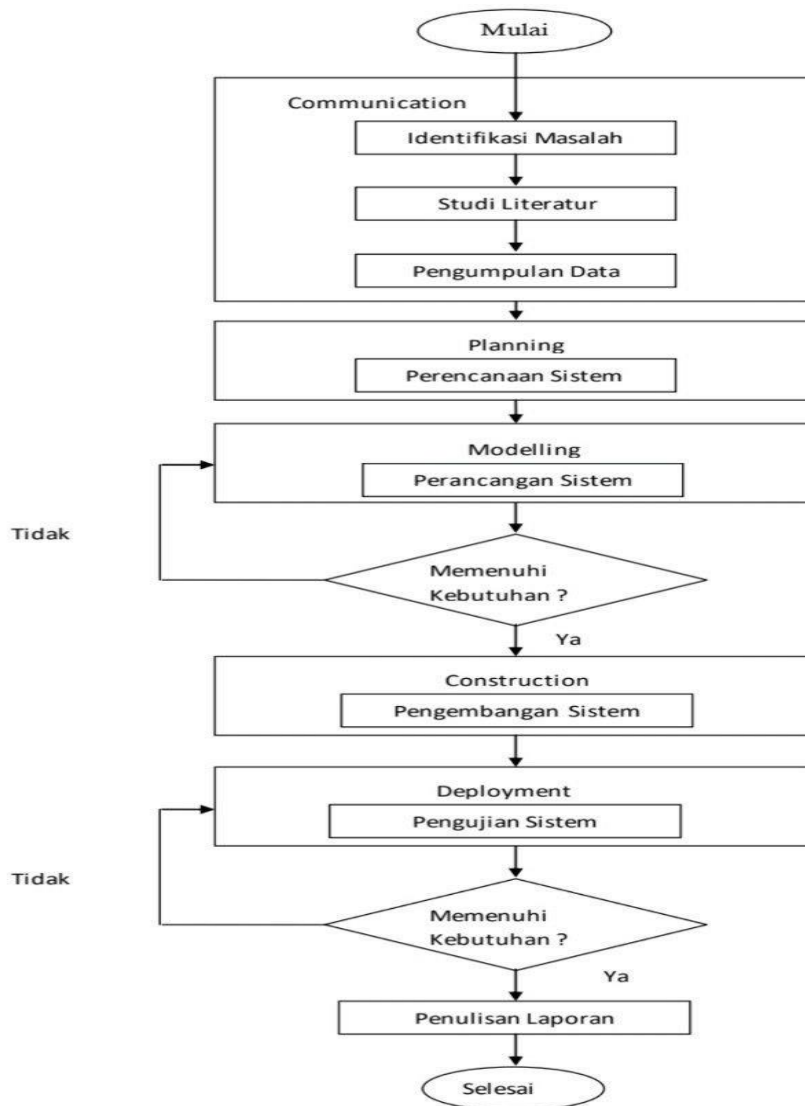 Mulai
Communication
Identifikasi Masalah
Studi Literatur
Pengumpulan Data
Planning
Perencanaan Sistem
Modelling
Perancangan Sistem
Tidak
Memenuhi
Kebutuhan ?
Ya
Construction
Pengembangan Sistem
Deployment
Pengujian Sistem
Tidak
Memenuhi
Kebutuhan ?
Ya
Penulisan Laporan
Selesai